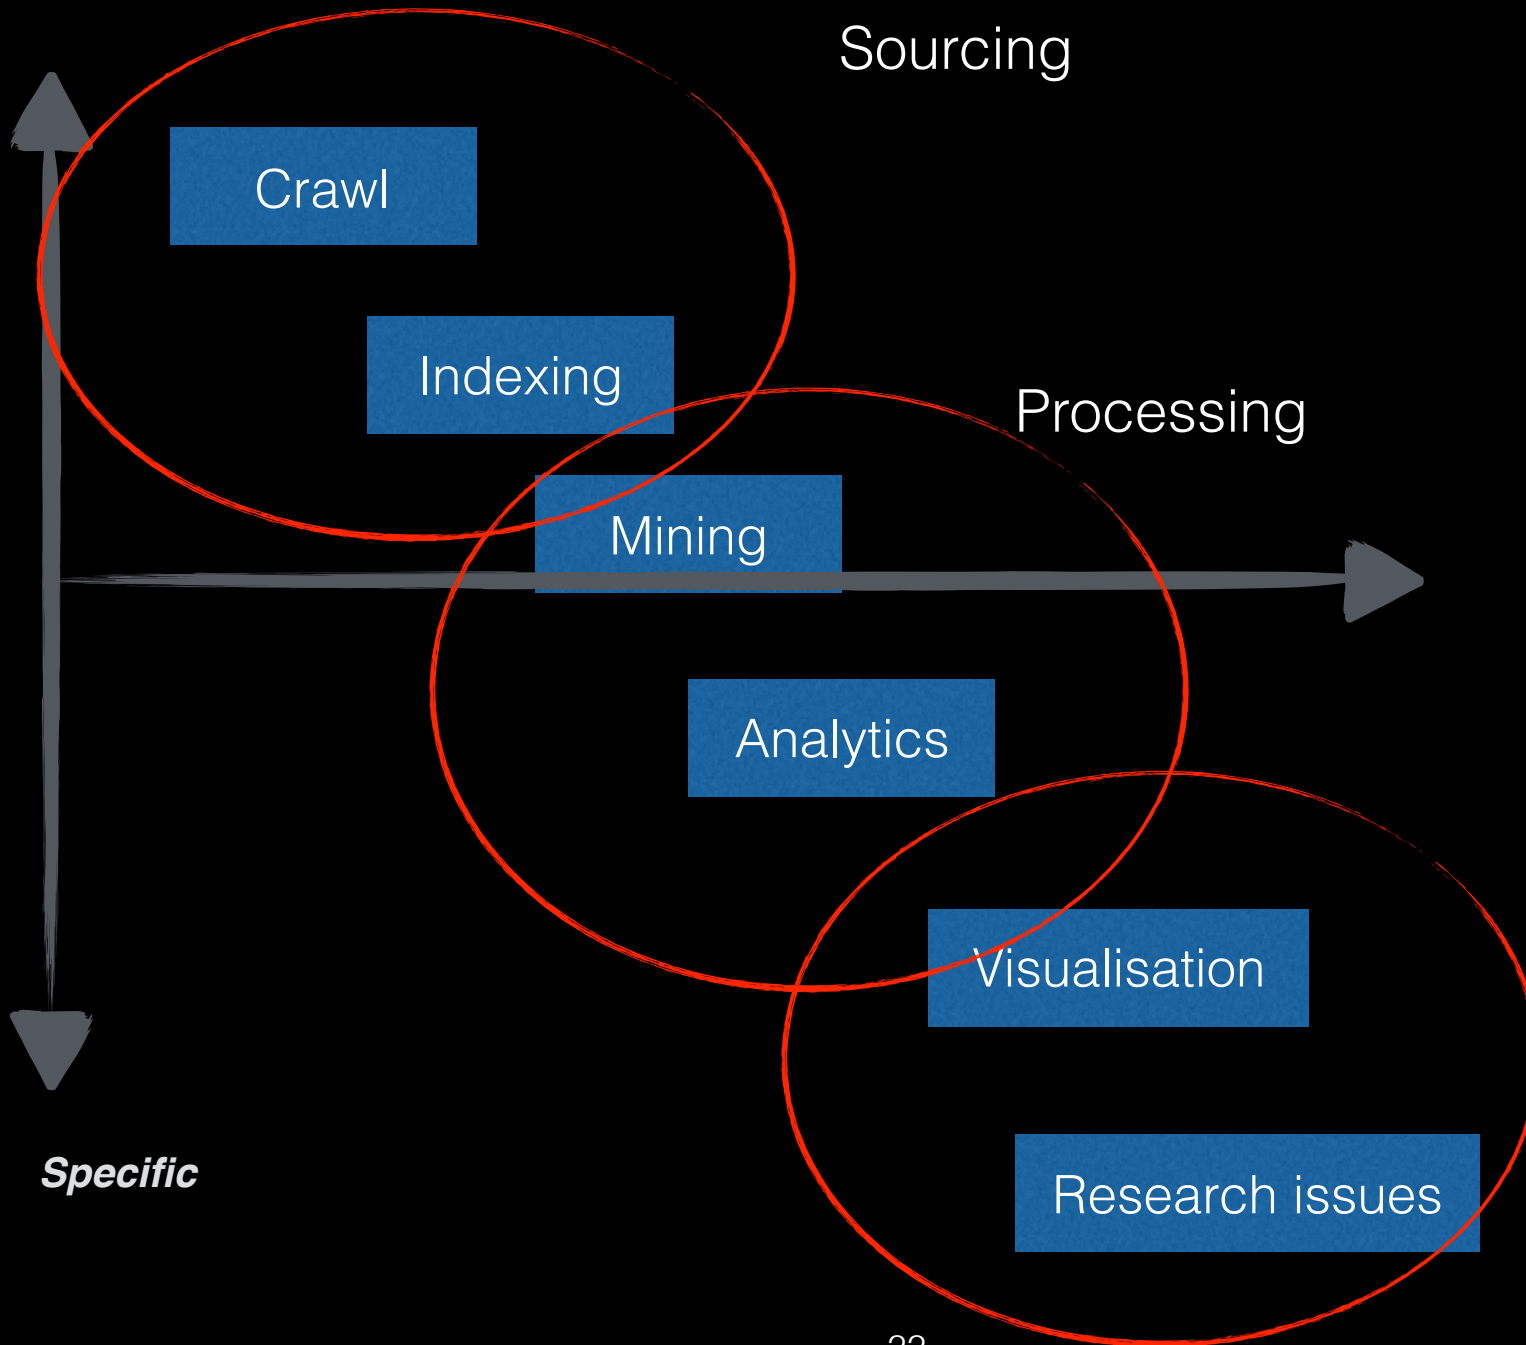 Sourcing
Crawl
Indexing
Processing
Mining
Analytics
Visualisation
Specific
Research issues